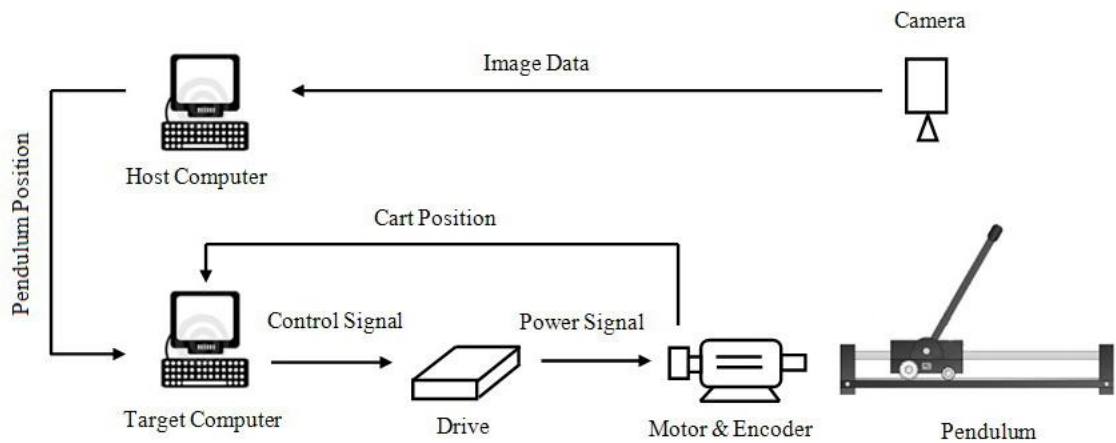 Camera
Image Data
Host Computer
Pendulum Position
Cart Position
Control Signal
Power Signal
Target Computer
Drive
Motor & Encoder
Pendulum